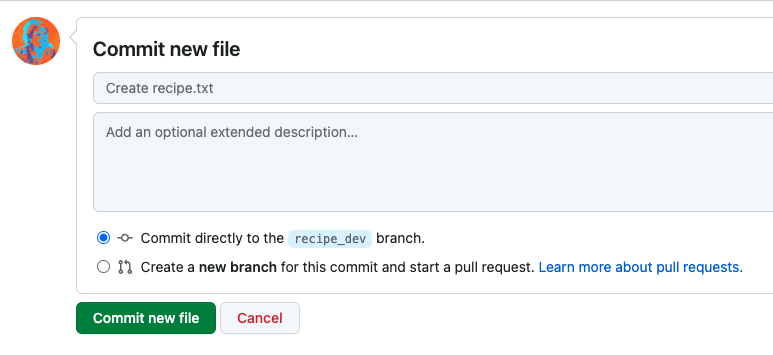 Commit new file
Create recipe.txt
Add an optional extended description...
Commit directly to the recipe_dev branch.
Create a new branch for this commit and start a pull request. Learn more about pull requests.
Commit new file
Cancel